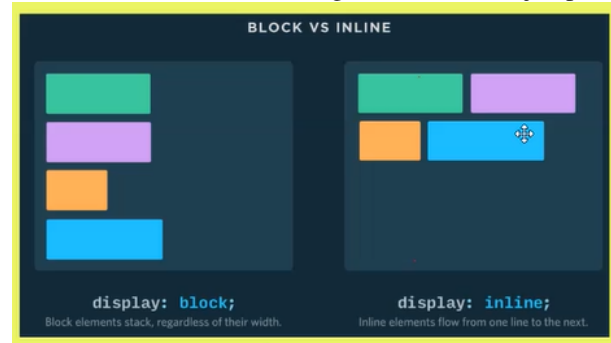 BLOCK VS INLINE
display: block;
Block elements stack, regardless of their width.
display: inline;
Inline elements flow from one line to the next.